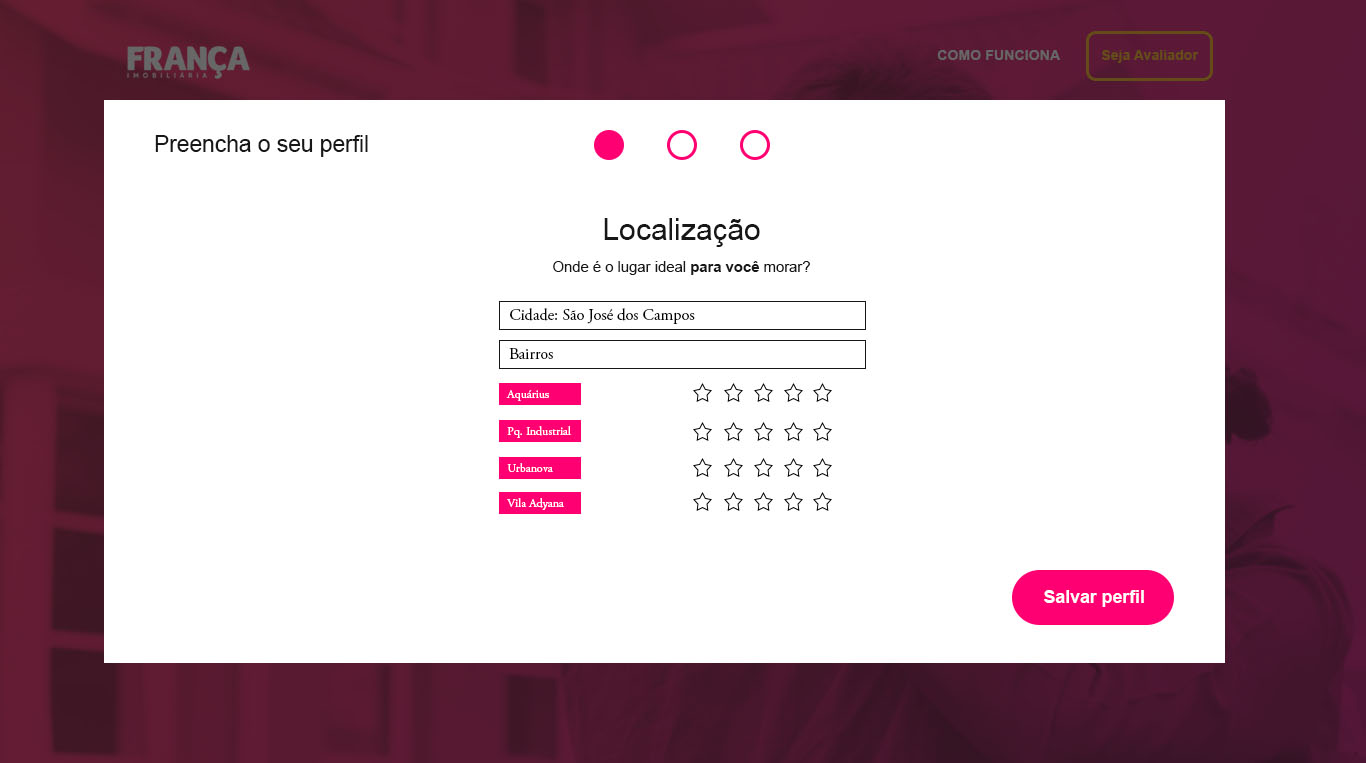 FRANÇA
IMOBILIÁRIA
COMO FUNCIONA
Seja Avaliador
Preencha o seu perfil
Localização
Onde é o lugar ideal para você morar?
Cidade: São José dos Campos
Bairros
Aquárius
Pq. Industrial
Urbanova
Vila Adyana
Salvar perfil